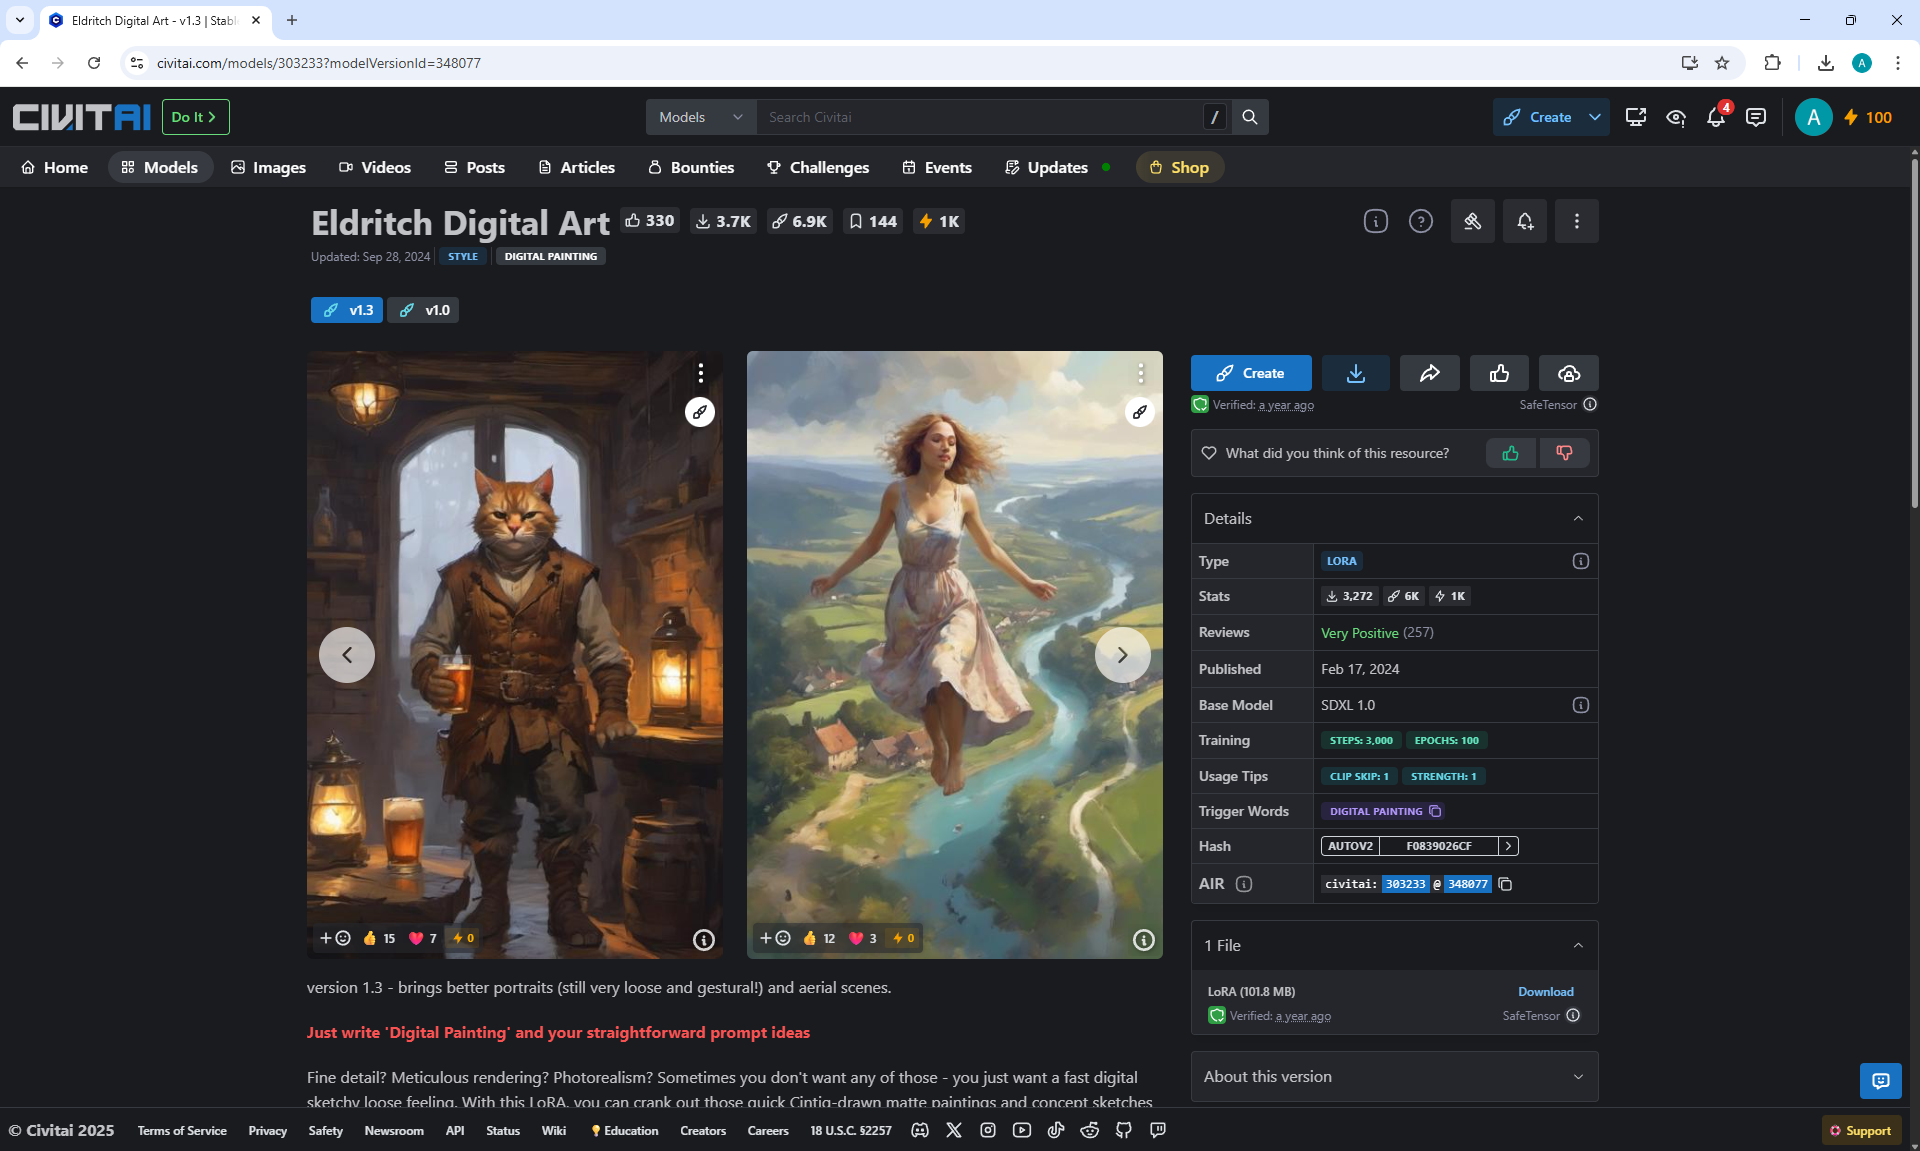 Eldritch Digital Art - v1.3 | Stabl
civitai.com/models/303233?modelVersionId=348077
A
CIVITAI
Do It
Models
Search Civitai
/
Create
4
A
100
Home
Models
Images
Videos
Posts
Articles
Bounties
Challenges
Events
Updates
Shop
Eldritch Digital Art
330
3.7K
6.9K
144
1K
Updated: Sep 28, 2024
STYLE
DIGITAL PAINTING
v1.3
v1.0
15
7
0
12
3
0
version 1.3 - brings better portraits (still very loose and gestural!) and aerial scenes.
Just write 'Digital Painting' and your straightforward prompt ideas
Fine detail? Meticulous rendering? Photorealism? Sometimes you don't want any of those - you just want a fast digital
sketchy loose feeling. With this LoRA, you can crank out those quick Cintiq-drawn matte paintings and concept sketches
Create
Verified: a year ago
SafeTensor
What did you think of this resource?
Details
Type LORA
Stats 3,272 6K 1K
Reviews Very Positive (257)
Published Feb 17, 2024
Base Model SDXL 1.0
Training STEPS: 3,000 EPOCHS: 100
Usage Tips CLIP SKIP: 1 STRENGTH: 1
Trigger Words DIGITAL PAINTING
Hash AUTOV2 F0839026CF
AIR civitai: 303233 @ 348077
1 File
LoRA (101.8 MB)
Download
Verified: a year ago
SafeTensor
About this version
© Civitai 2025
Terms of Service
Privacy
Safety
Newsroom
API
Status
Wiki
Education
Creators
Careers
18 U.S.C. §2257
Support